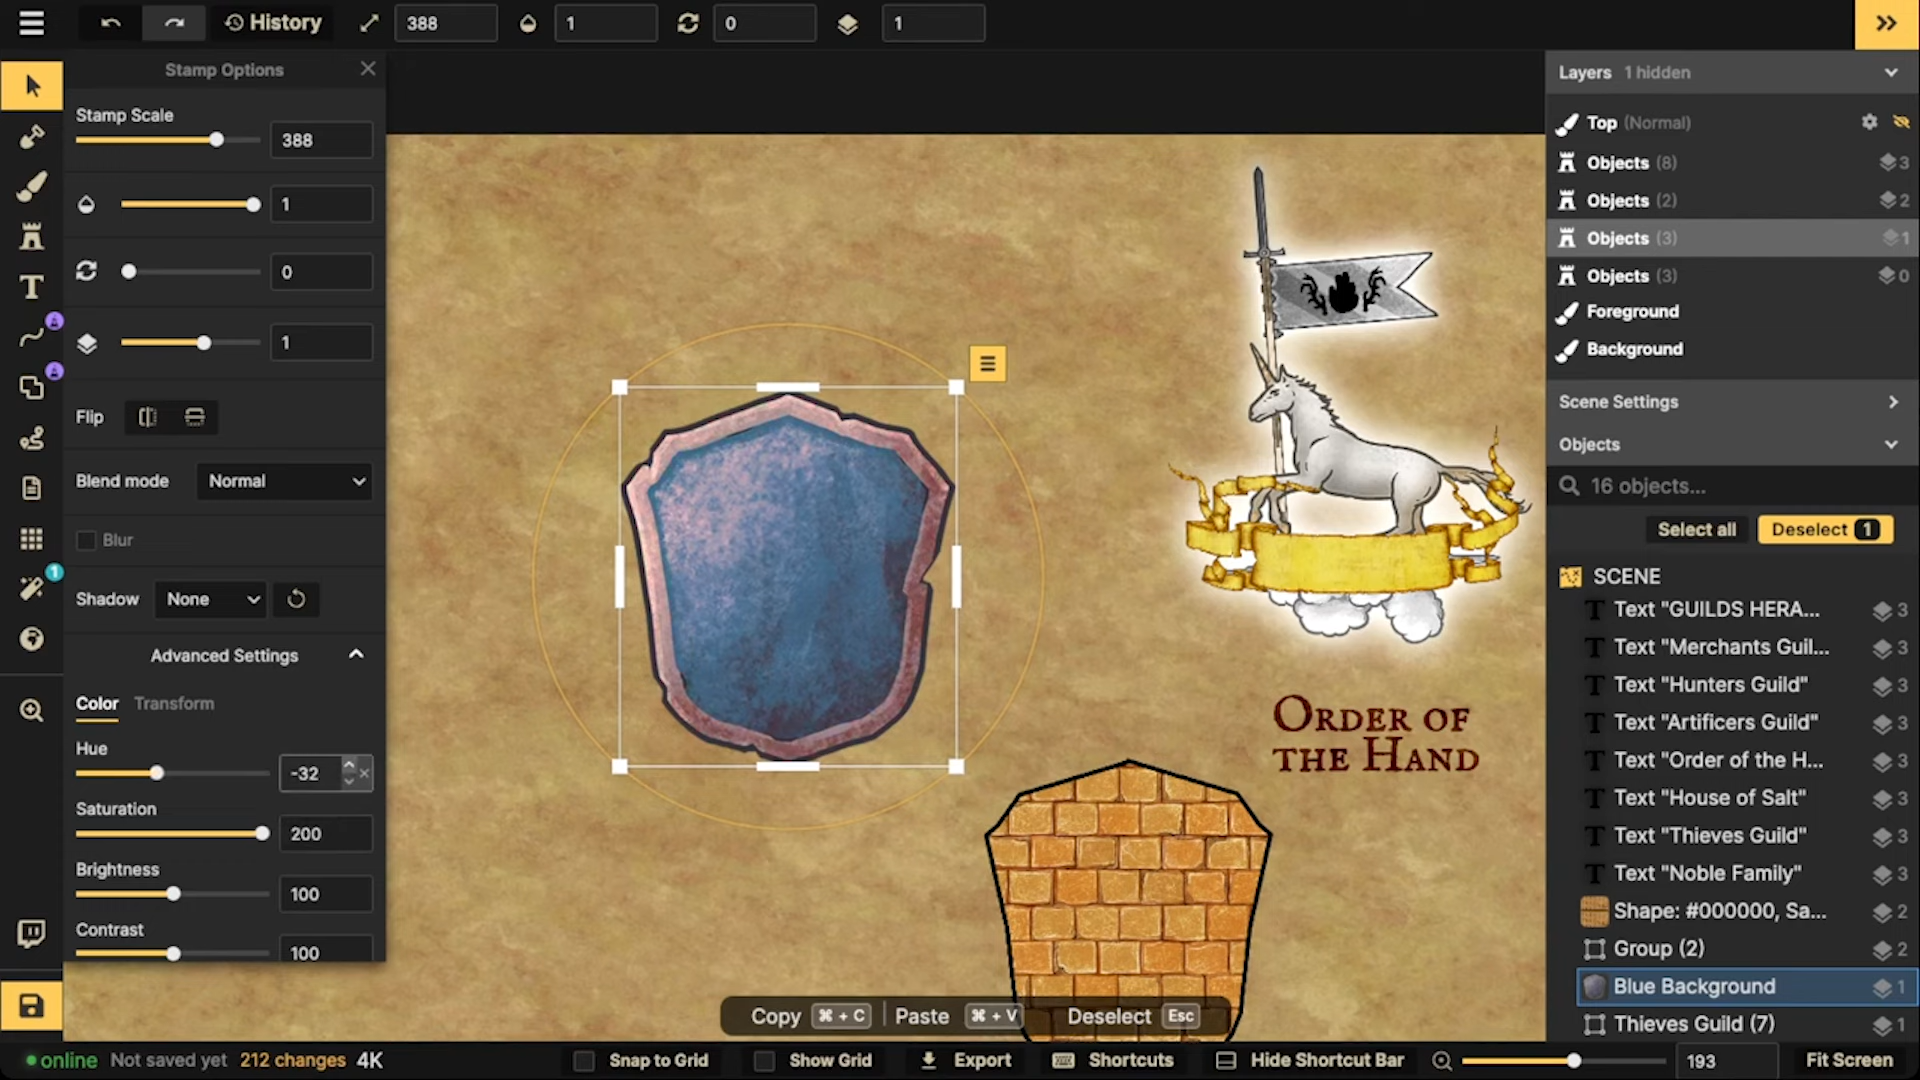 History
388
1
0
1
Stamp Options
Stamp Scale
388
1
0
1
Flip
Blend mode
Normal
Blur
Shadow
None
Advanced Settings
Color
Transform
Hue
-32
Saturation
200
Brightness
100
Contrast
100
1
ORDER OF
THE HAND
Layers 1 hidden
Top (Normal)
Objects (8) 3
Objects (2) 2
Objects (3) 1
Objects (3) 0
Foreground
Background
Scene Settings
Objects
16 objects...
Select all
Deselect 1
SCENE
Text "GUILDS HERA... 3
Text "Merchants Guil... 3
Text "Hunters Guild" 3
Text "Artificers Guild" 3
Text "Order of the H... 3
Text "House of Salt" 3
Text "Thieves Guild" 3
Text "Noble Family" 3
Shape: #000000, Sa... 2
Group (2) 2
Blue Background 1
Thieves Guild (7) 1
Copy ⌘ + C Paste ⌘ + V Deselect Esc
online Not saved yet 212 changes 4K Snap to Grid Show Grid Export Shortcuts Hide Shortcut Bar 193 Fit Screen